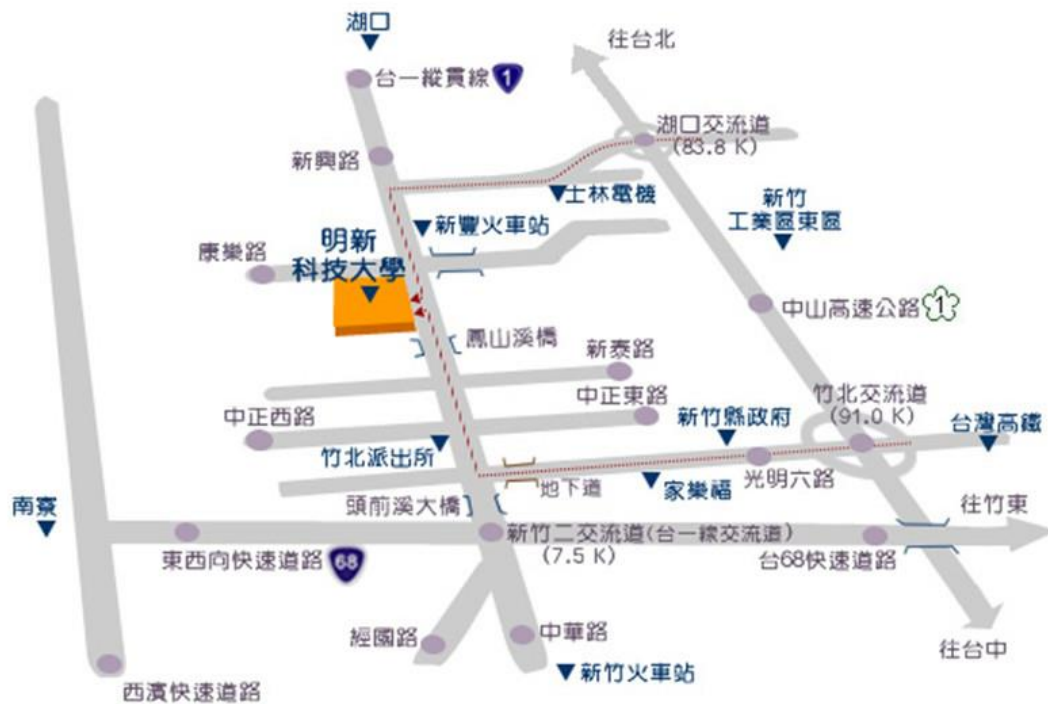 湖口
往台北
台一縱貫線 1
湖口交流道
(83.8 K)
新興路
士林電機
新竹
工業區東區
新豐火車站
康樂路
明新
科技大學
中山高速公路 1
鳳山溪橋
新泰路
中正東路
竹北交流道
(91.0 K)
中正西路
新竹縣政府
台灣高鐵
竹北派出所
光明六路
家樂福
地下道
南寮
頭前溪大橋
往竹東
新竹二交流道(台一線交流道)
(7.5 K)
東西向快速道路 68
台68快速道路
經國路
中華路
往台中
新竹火車站
西濱快速道路